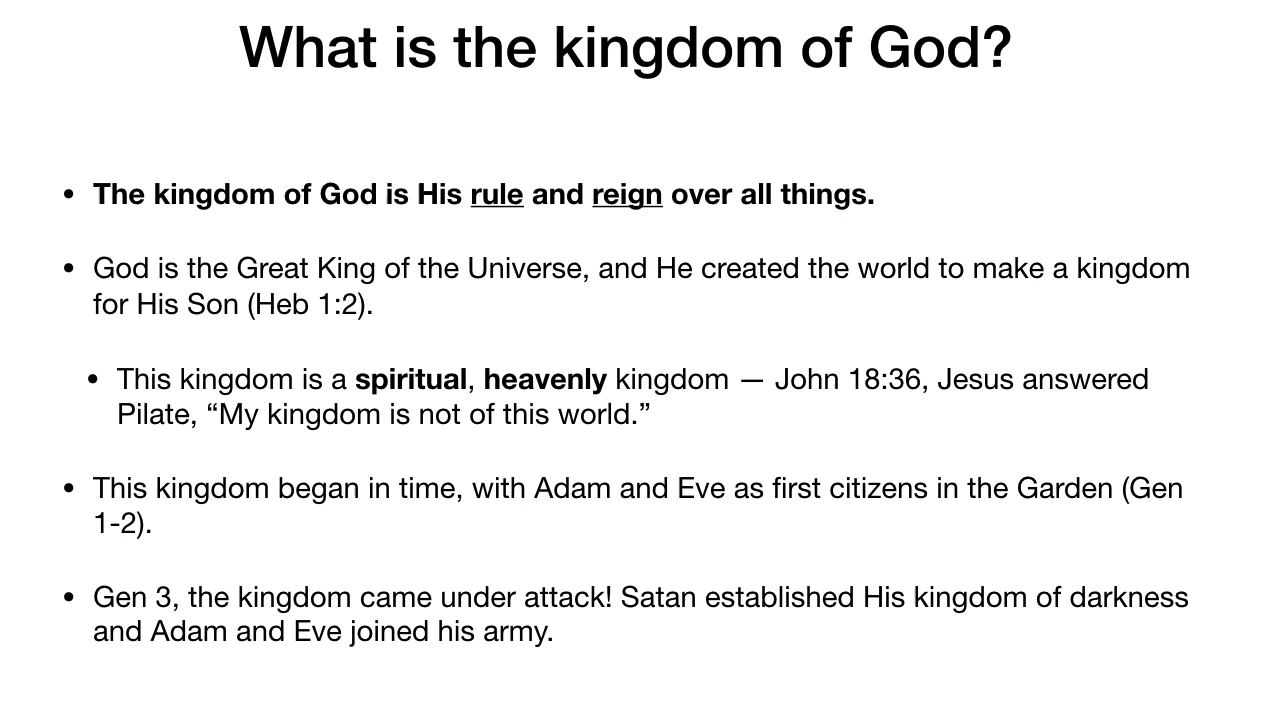 What is the kingdom of God?
• The kingdom of God is His rule and reign over all things.
• God is the Great King of the Universe, and He created the world to make a kingdom
for His Son (Heb 1:2).
• This kingdom is a spiritual, heavenly kingdom — John 18:36, Jesus answered
Pilate, “My kingdom is not of this world.”
• This kingdom began in time, with Adam and Eve as first citizens in the Garden (Gen
1-2).
• Gen 3, the kingdom came under attack! Satan established His kingdom of darkness
and Adam and Eve joined his army.